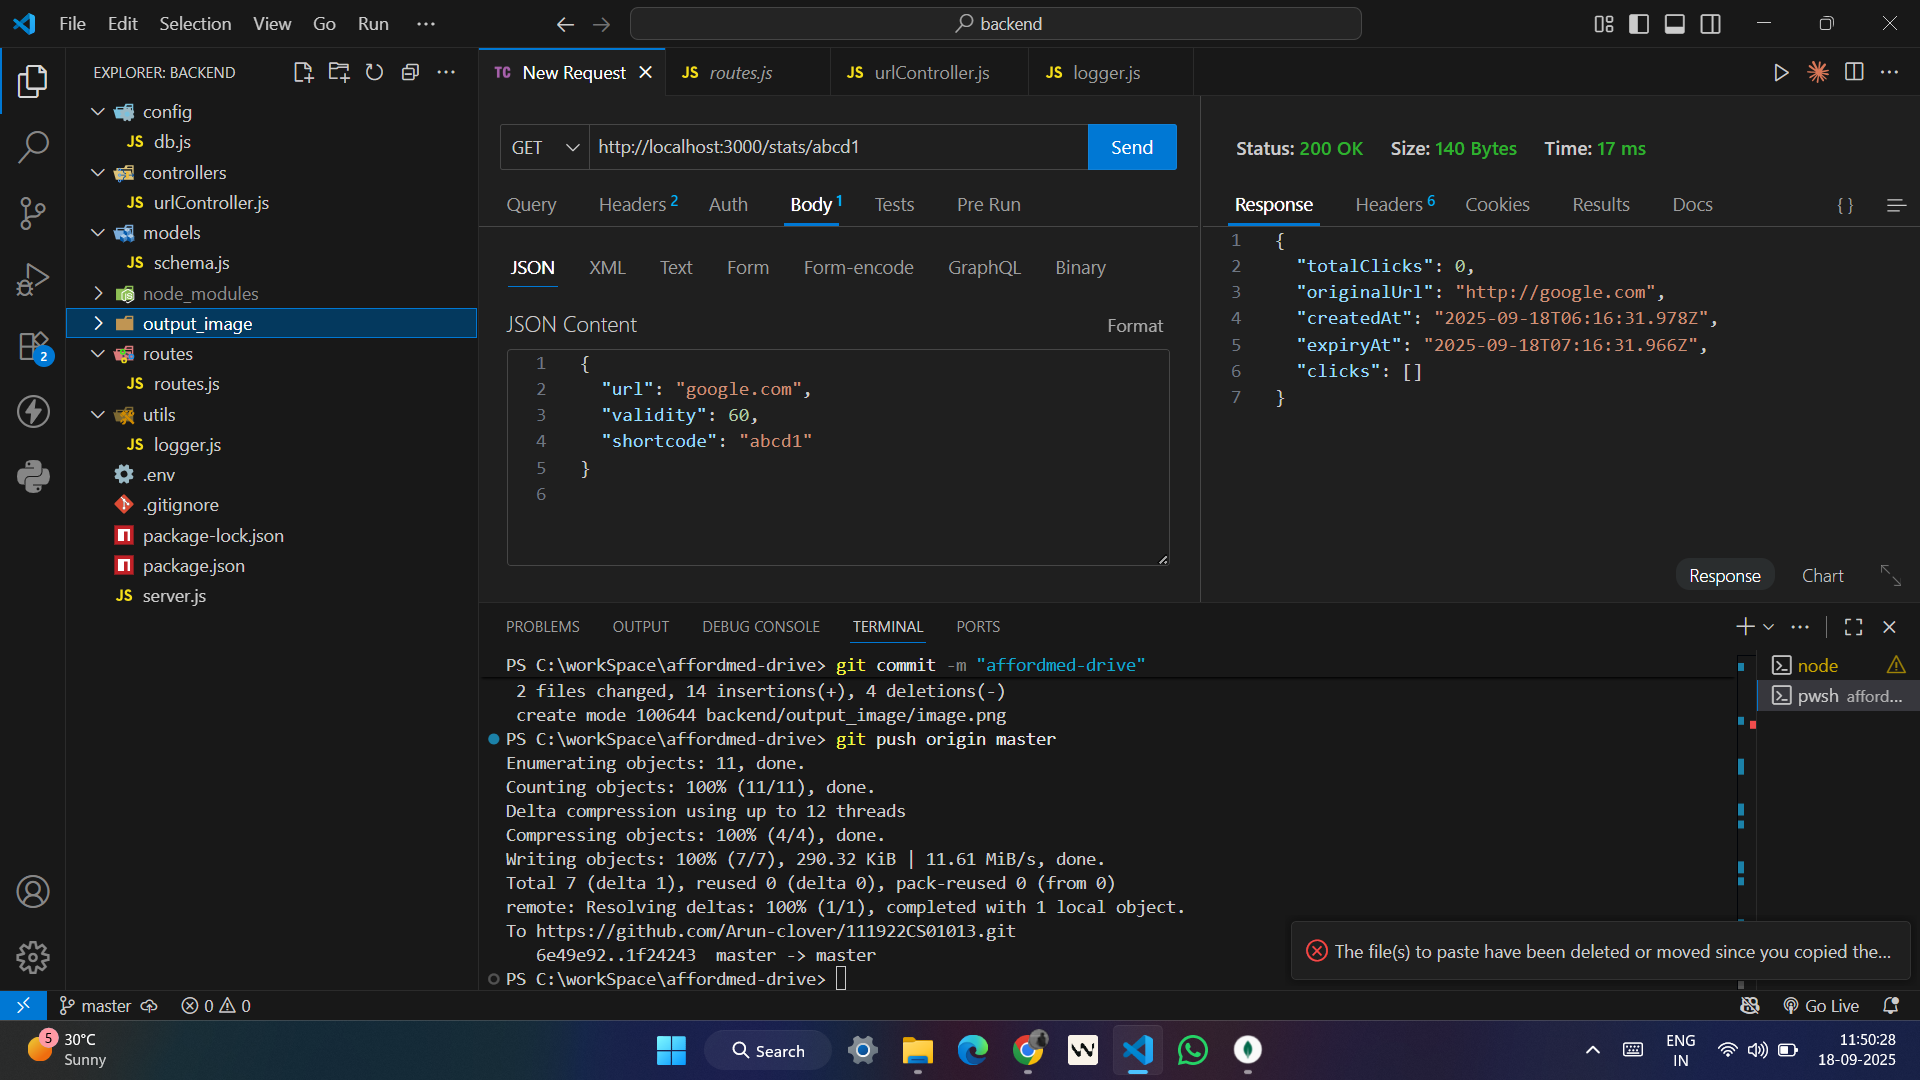 File Edit Selection View Go Run ···
backend
EXPLORER: BACKEND
config
JS db.js
controllers
JS urlController.js
models
JS schema.js
node_modules
output_image
routes
JS routes.js
utils
JS logger.js
.env
.gitignore
package-lock.json
package.json
JS server.js
2
TC New Request
JS routes.js
JS urlController.js
JS logger.js
GET http://localhost:3000/stats/abcd1 Send
Query Headers 2 Auth Body 1 Tests Pre Run
JSON XML Text Form Form-encode GraphQL Binary
JSON Content Format
1 {
2 "url": "google.com",
3 "validity": 60,
4 "shortcode": "abcd1"
5 }
6
Status: 200 OK Size: 140 Bytes Time: 17 ms
Response Headers 6 Cookies Results Docs { }
1 {
2 "totalClicks": 0,
3 "originalUrl": "http://google.com",
4 "createdAt": "2025-09-18T06:16:31.978Z",
5 "expiryAt": "2025-09-18T07:16:31.966Z",
6 "clicks": []
7 }
Response Chart
PROBLEMS OUTPUT DEBUG CONSOLE TERMINAL PORTS
PS C:\workSpace\affordmed-drive> git commit -m "affordmed-drive"
2 files changed, 14 insertions(+), 4 deletions(-)
create mode 100644 backend/output_image/image.png
PS C:\workSpace\affordmed-drive> git push origin master
Enumerating objects: 11, done.
Counting objects: 100% (11/11), done.
Delta compression using up to 12 threads
Compressing objects: 100% (4/4), done.
Writing objects: 100% (7/7), 290.32 KiB | 11.61 MiB/s, done.
Total 7 (delta 1), reused 0 (delta 0), pack-reused 0 (from 0)
remote: Resolving deltas: 100% (1/1), completed with 1 local object.
To https://github.com/Arun-clover/111922CS01013.git
6e49e92..1f24243 master -> master
PS C:\workSpace\affordmed-drive>
node
pwsh afford...
The file(s) to paste have been deleted or moved since you copied the...
master 0 0
Go Live
5
30°C
Sunny
Search
ENG
IN
11:50:28
18-09-2025